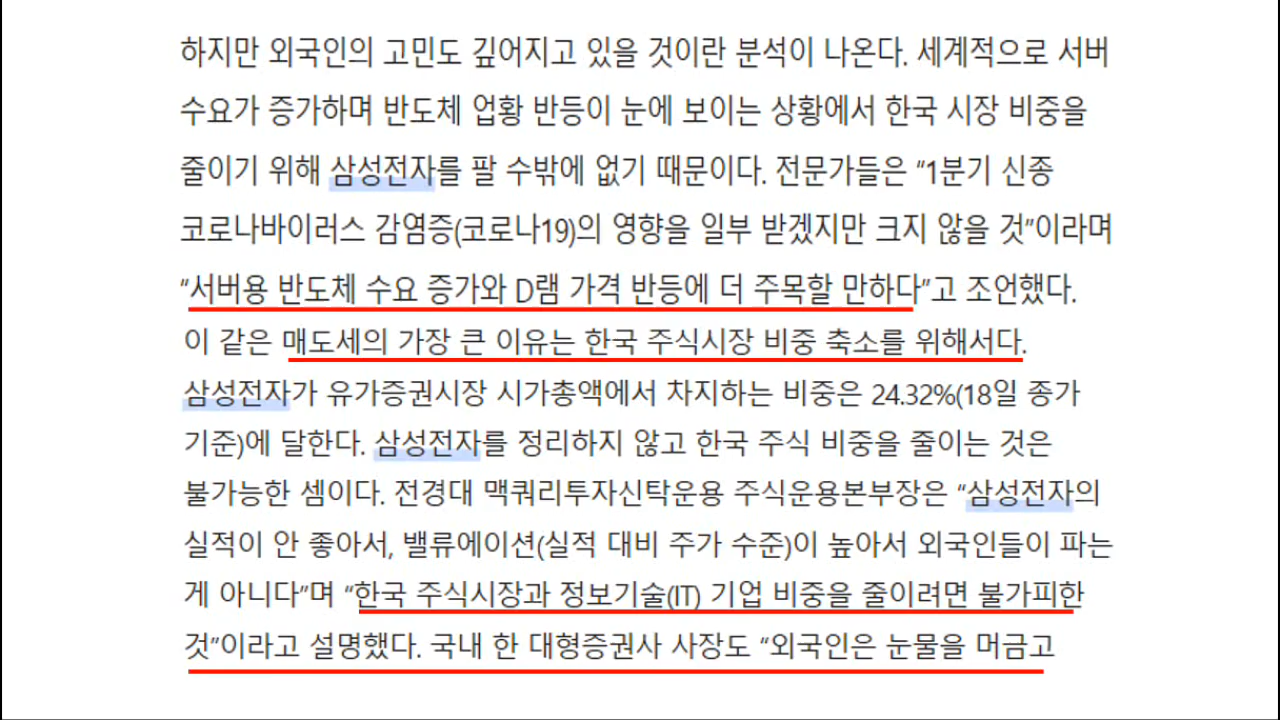 하지만 외국인의 고민도 깊어지고 있을 것이란 분석이 나온다. 세계적으로 서버
수요가 증가하며 반도체 업황 반등이 눈에 보이는 상황에서 한국 시장 비중을
줄이기 위해 삼성전자를 팔 수밖에 없기 때문이다. 전문가들은 “1분기 신종
코로나바이러스 감염증(코로나19)의 영향을 일부 받겠지만 크지 않을 것”이라며
“서버용 반도체 수요 증가와 D램 가격 반등에 더 주목할 만하다”고 조언했다.
이 같은 매도세의 가장 큰 이유는 한국 주식시장 비중 축소를 위해서다.
삼성전자가 유가증권시장 시가총액에서 차지하는 비중은 24.32%(18일 종가
기준)에 달한다. 삼성전자를 정리하지 않고 한국 주식 비중을 줄이는 것은
불가능한 셈이다. 전경대 맥쿼리투자신탁운용 주식운용본부장은 “삼성전자의
실적이 안 좋아서, 밸류에이션(실적 대비 주가 수준)이 높아서 외국인들이 파는
게 아니다”며 “한국 주식시장과 정보기술(IT) 기업 비중을 줄이려면 불가피한
것”이라고 설명했다. 국내 한 대형증권사 사장도 “외국인은 눈물을 머금고